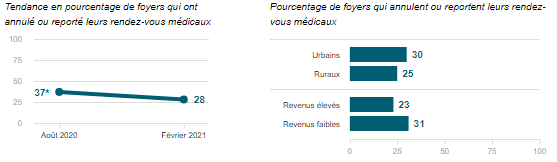 Tendance en pourcentage de foyers qui ont
annulé ou reporté leurs rendez-vous médicaux
100
75
50
25
0
37*
28
Août 2020
Février 2021
Pourcentage de foyers qui annulent ou reportent leurs rendez-
vous médicaux
Urbains 30
Ruraux 25
Revenus élevés 23
Revenus faibles 31
0 25 50 75 100